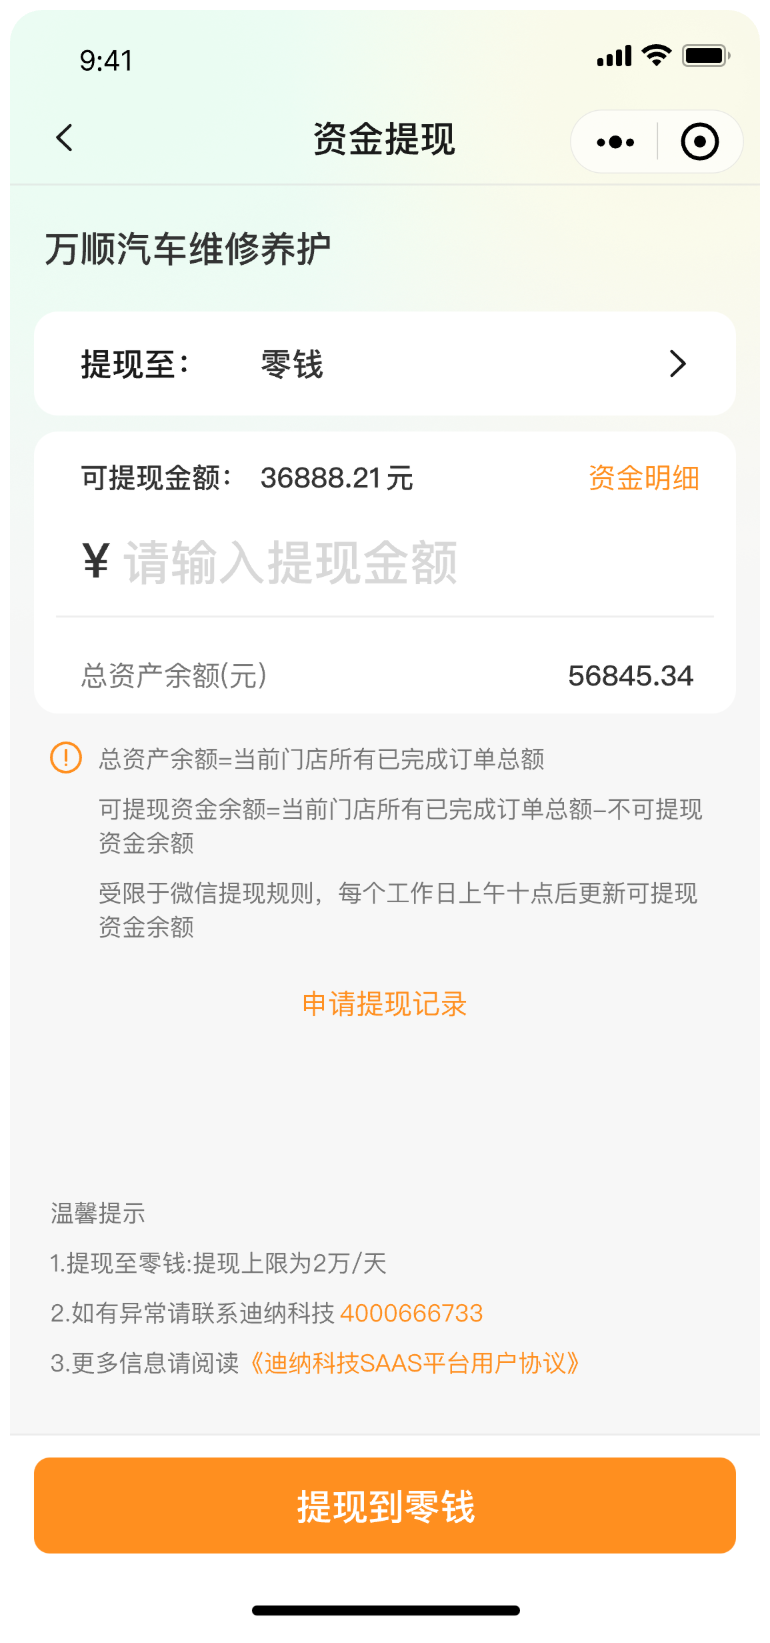 9:41
资金提现
万顺汽车维修养护
提现至：
零钱
可提现金额：
36888.21元
资金明细
¥ 请输入提现金额
总资产余额(元)
56845.34
总资产余额=当前门店所有已完成订单总额
可提现资金余额=当前门店所有已完成订单总额-不可提现
资金余额
受限于微信提现规则，每个工作日上午十点后更新可提现
资金余额
申请提现记录
温馨提示
1.提现至零钱:提现上限为2万/天
2.如有异常请联系迪纳科技 4000666733
3.更多信息请阅读《迪纳科技SAAS平台用户协议》
提现到零钱